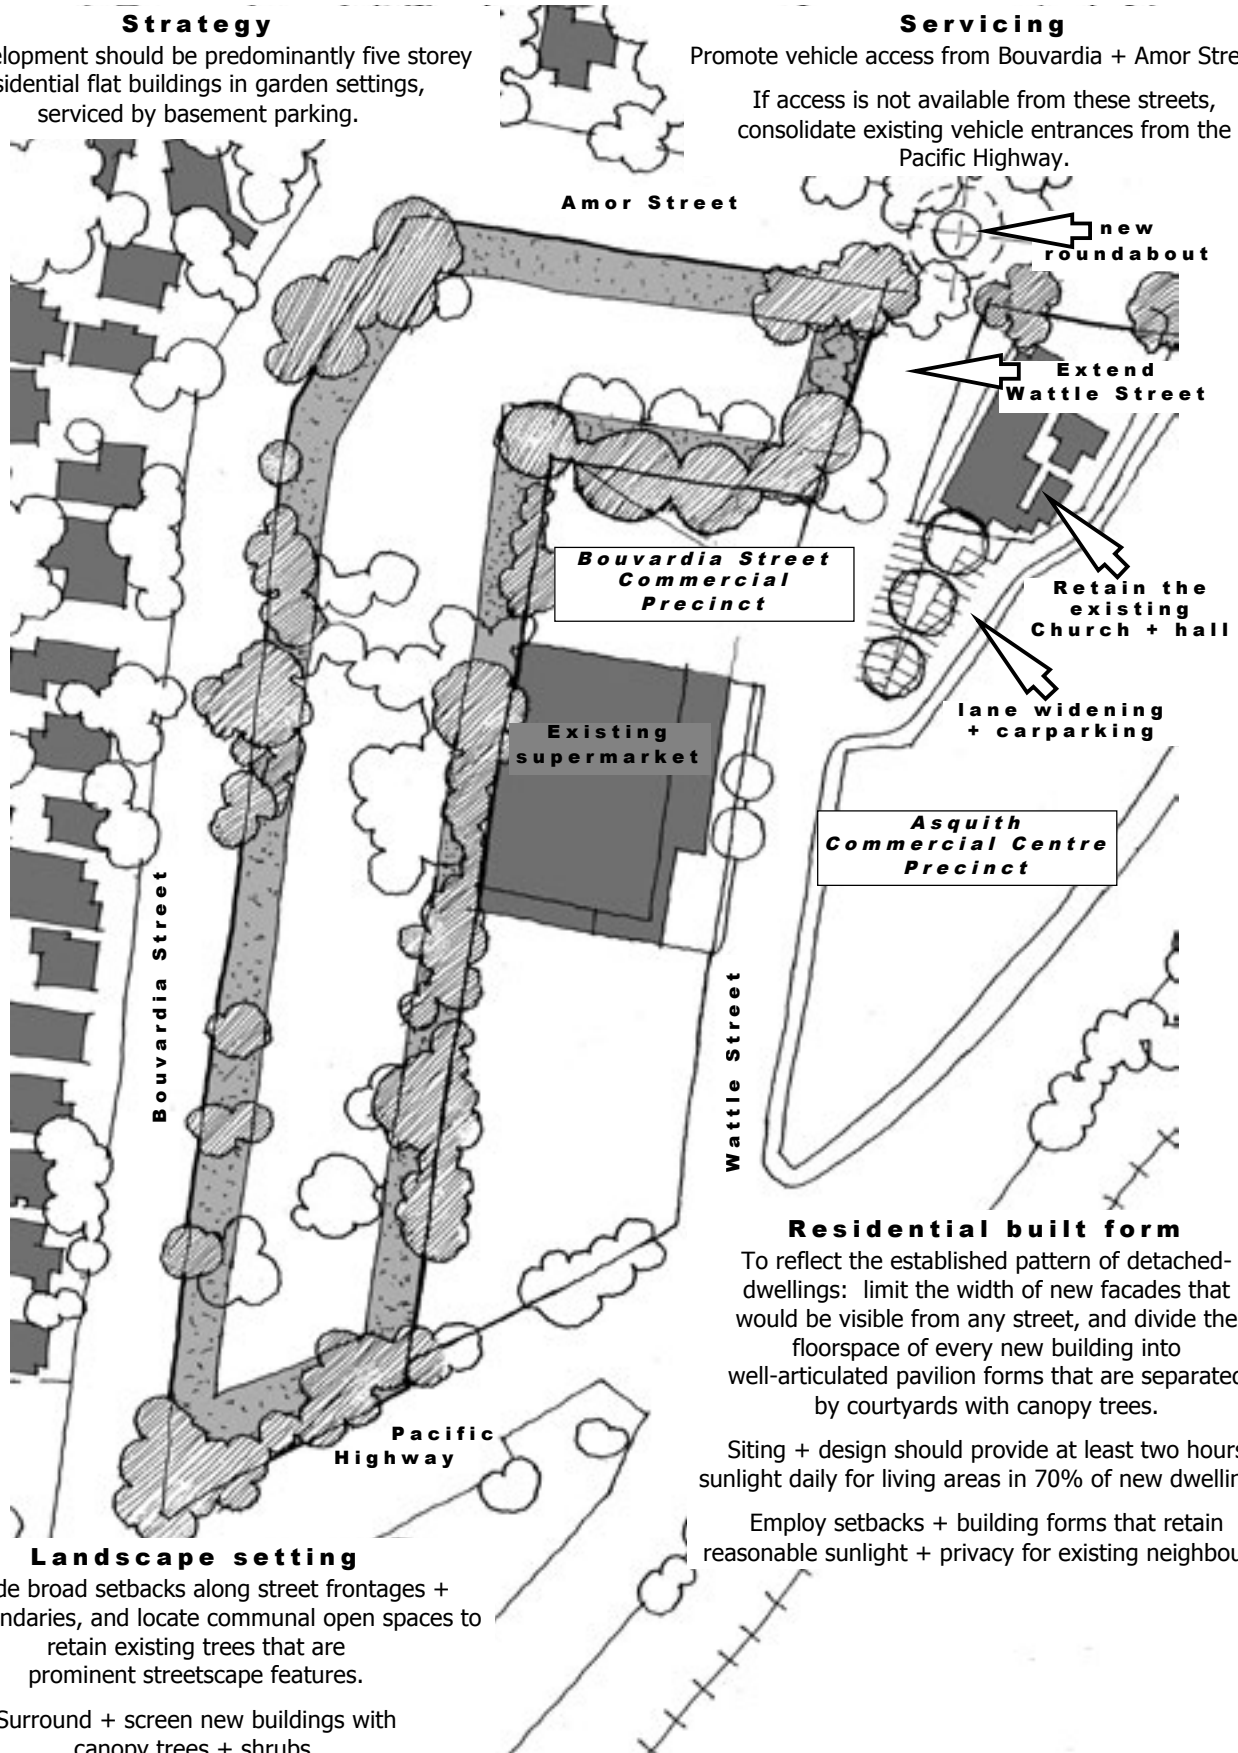 Strategy
elopment should be predominantly five storey
sidential flat buildings in garden settings,
serviced by basement parking.
Servicing
Promote vehicle access from Bouvardia + Amor Stre
If access is not available from these streets,
consolidate existing vehicle entrances from the
Pacific Highway.
Amor Street
new
roundabout
Extend
Wattle Street
Bouvardia Street
Commercial
Precinct
Retain the
existing
Church + hall
lane widening
+ carparking
Existing
supermarket
Asquith
Commercial Centre
Precinct
Bouvardia Street
Wattle Street
Pacific
Highway
Residential built form
To reflect the established pattern of detached-
dwellings: limit the width of new facades that
would be visible from any street, and divide the
floorspace of every new building into
well-articulated pavilion forms that are separated
by courtyards with canopy trees.
Siting + design should provide at least two hours
sunlight daily for living areas in 70% of new dwellin
Employ setbacks + building forms that retain
reasonable sunlight + privacy for existing neighbou
Landscape setting
de broad setbacks along street frontages +
ndaries, and locate communal open spaces to
retain existing trees that are
prominent streetscape features.
Surround + screen new buildings with
canopy trees + shrubs